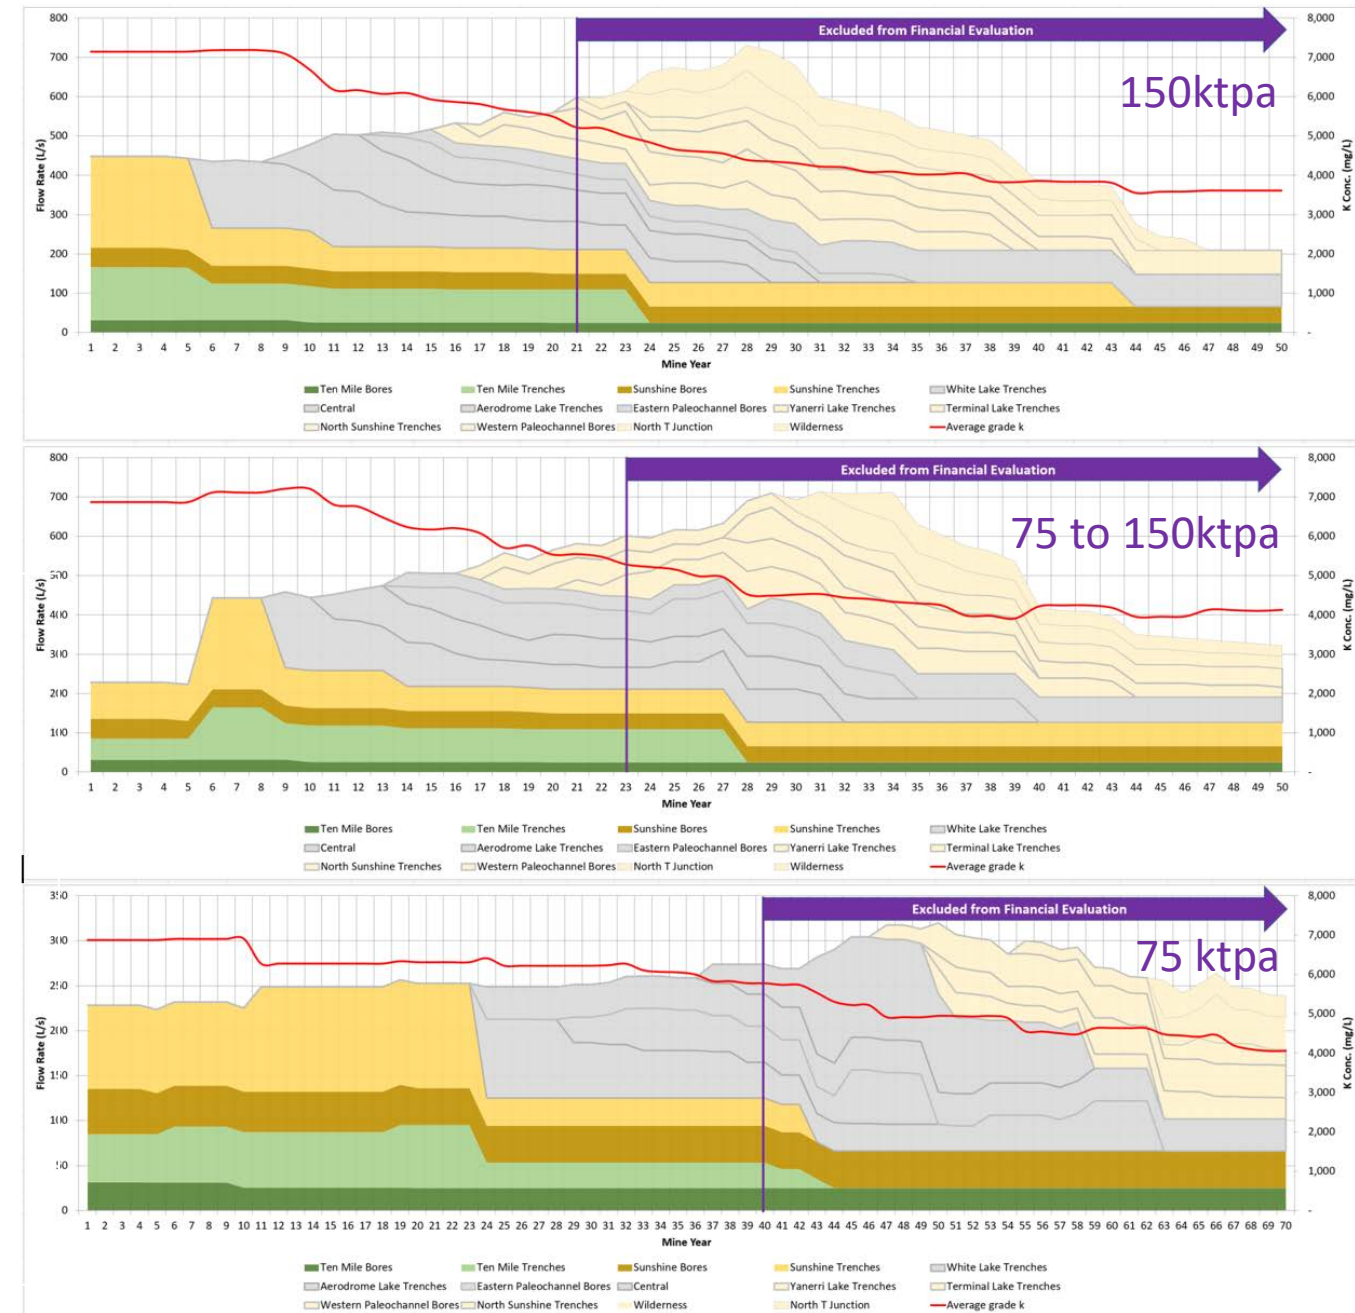 Excluded from Financial Evaluation
150ktpa
800 700 600 500 400 300 200 100 0
Flow Rate (L/s)
8,000 7,000 6,000 5,000 4,000 3,000 2,000 1,000 -
K Conc. (mg/L)
1 2 3 4 5 6 7 8 9 10 11 12 13 14 15 16 17 18 19 20 21 22 23 24 25 26 27 28 29 30 31 32 33 34 35 36 37 38 39 40 41 42 43 44 45 46 47 48 49 50
Mine Year
Ten Mile Bores Ten Mile Trenches Sunshine Bores Sunshine Trenches White Lake Trenches
Central Aerodrome Lake Trenches Eastern Paleochannel Bores Yanerri Lake Trenches Terminal Lake Trenches
North Sunshine Trenches Western Paleochannel Bores North T Junction Wilderness Average grade k
Excluded from Financial Evaluation
75 to 150ktpa
800 700 600 500 400 300 200 100 0
Flow Rate (L/s)
8,000 7,000 6,000 5,000 4,000 3,000 2,000 1,000 -
K Conc. (mg/L)
1 2 3 4 5 6 7 8 9 10 11 12 13 14 15 16 17 18 19 20 21 22 23 24 25 26 27 28 29 30 31 32 33 34 35 36 37 38 39 40 41 42 43 44 45 46 47 48 49 50
Mine Year
Ten Mile Bores Ten Mile Trenches Sunshine Bores Sunshine Trenches White Lake Trenches
Central Aerodrome Lake Trenches Eastern Paleochannel Bores Yanerri Lake Trenches Terminal Lake Trenches
North Sunshine Trenches Western Paleochannel Bores North T Junction Wilderness Average grade k
Excluded from Financial Evaluation
75 ktpa
350 300 250 200 150 100 50 0
Flow Rate (L/s)
8,000 7,000 6,000 5,000 4,000 3,000 2,000 1,000 -
K Conc. (mg/L)
1 2 3 4 5 6 7 8 9 10 11 12 13 14 15 16 17 18 19 20 21 22 23 24 25 26 27 28 29 30 31 32 33 34 35 36 37 38 39 40 41 42 43 44 45 46 47 48 49 50 51 52 53 54 55 56 57 58 59 60 61 62 63 64 65 66 67 68 69 70
Mine Year
Ten Mile Bores Ten Mile Trenches Sunshine Bores Sunshine Trenches White Lake Trenches
Aerodrome Lake Trenches Eastern Paleochannel Bores Central Yanerri Lake Trenches Terminal Lake Trenches
Western Paleochannel Bores North Sunshine Trenches Wilderness North T Junction Average grade k